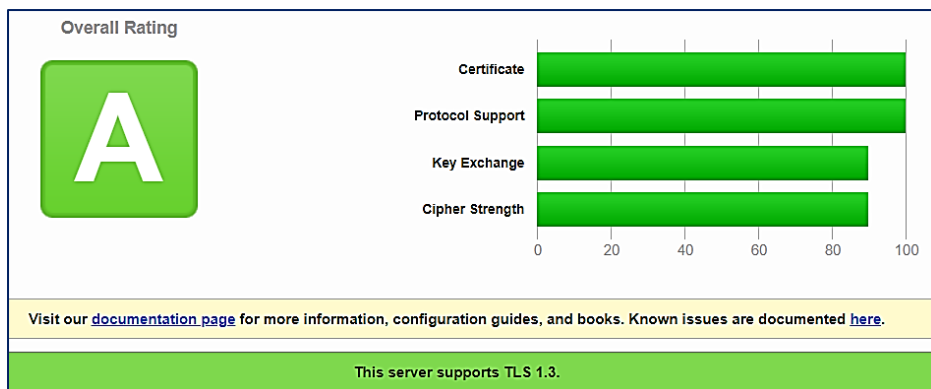 Overall Rating
A
Certificate
Protocol Support
Key Exchange
Cipher Strength
0 20 40 60 80 100
Visit our documentation page for more information, configuration guides, and books. Known issues are documented here.
This server supports TLS 1.3.